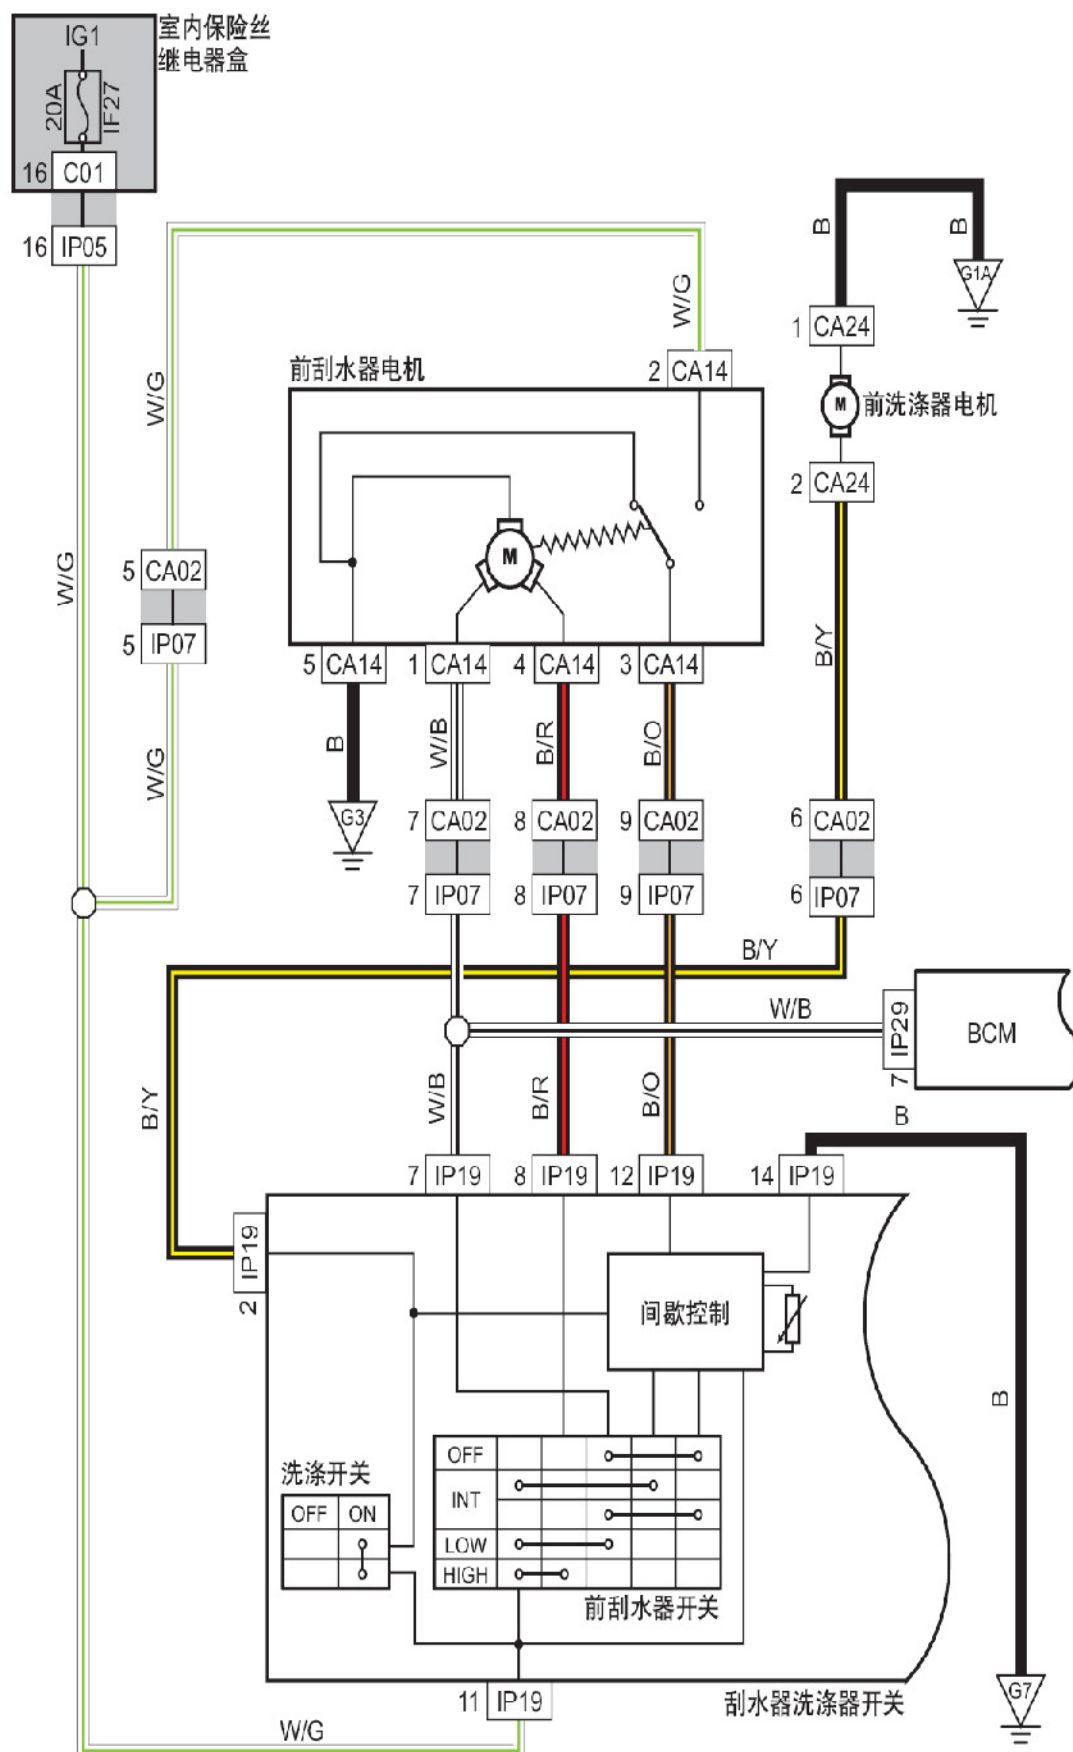 IG1
室内保险丝
继电器盒
20A
IF27
16 C01
16 IP05
B
B
G1A
W/G
1 CA24
前刮水器电机
2 CA14
M
前洗涤器电机
W/G
2 CA24
W/G
5 CA02
M
5 IP07
B/Y
5 CA14
1 CA14
4 CA14
3 CA14
W/G
B
W/B
B/R
B/O
G3
7 CA02
8 CA02
9 CA02
6 CA02
7 IP07
8 IP07
9 IP07
6 IP07
B/Y
W/B
7 IP29
BCM
B/Y
W/B
B/R
B/O
B
7 IP19
8 IP19
12 IP19
14 IP19
2 IP19
间歇控制
B
洗涤开关
OFF ON
OFF
INT
LOW
HIGH
前刮水器开关
11 IP19
刮水器洗涤器开关
G7
W/G